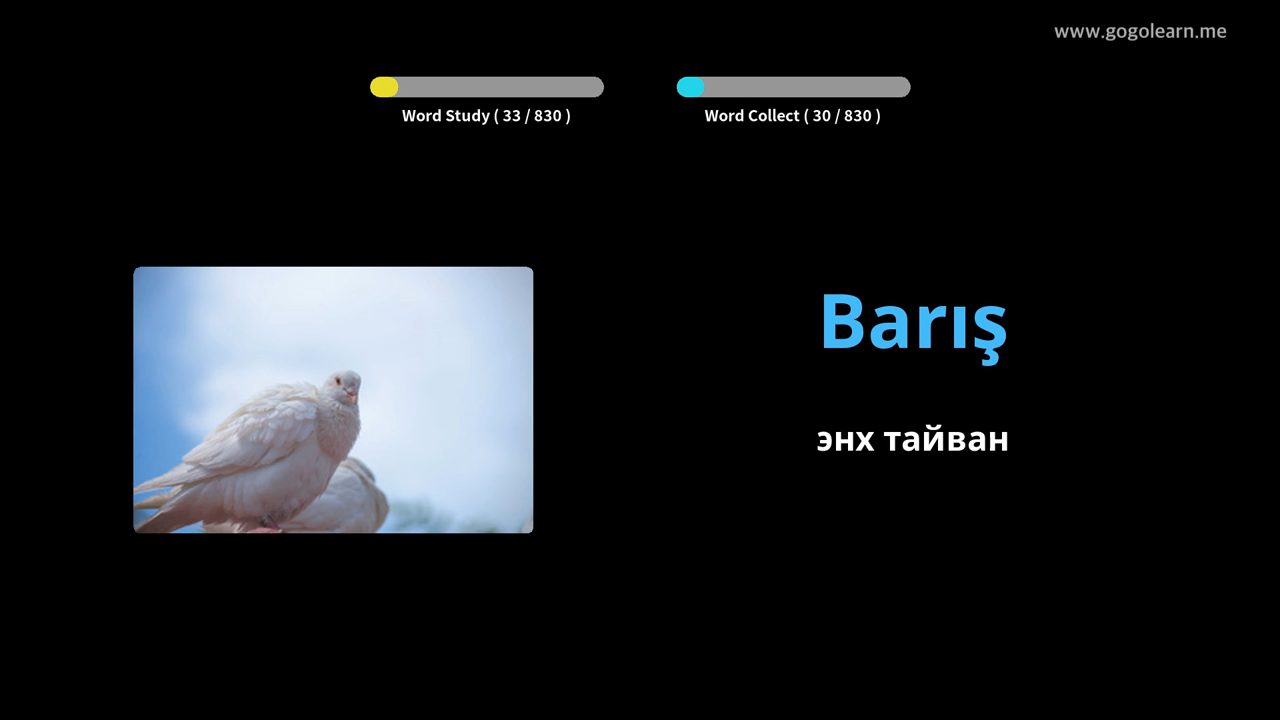 www.gogolearn.me
Word Study ( 33 / 830 )
Word Collect ( 30 / 830 )
Barış
энх тайван